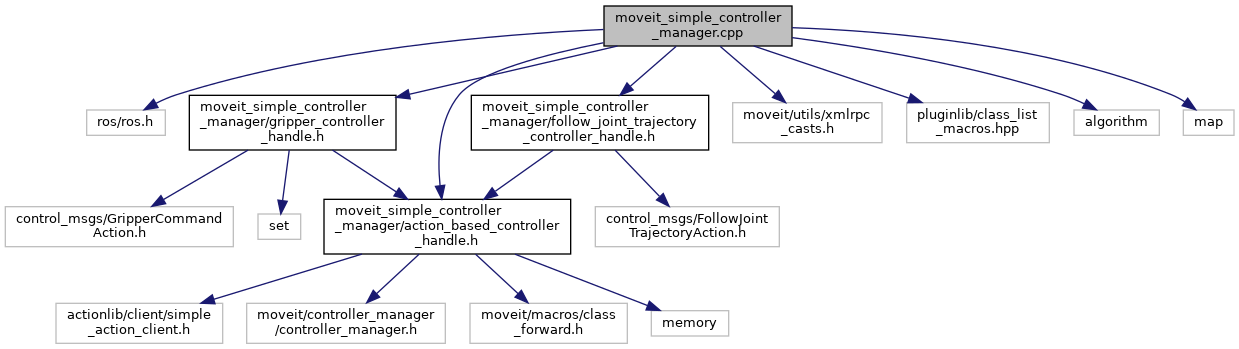 moveit_simple_controller
_manager.cpp
ros/ros.h
moveit_simple_controller
_manager/gripper_controller
_handle.h
moveit_simple_controller
_manager/follow_joint_trajectory
_controller_handle.h
moveit/utils/xmlrpc
_casts.h
pluginlib/class_list
_macros.hpp
algorithm
map
control_msgs/GripperCommand
Action.h
set
moveit_simple_controller
_manager/action_based_controller
_handle.h
control_msgs/FollowJoint
TrajectoryAction.h
actionlib/client/simple
_action_client.h
moveit/controller_manager
/controller_manager.h
moveit/macros/class
_forward.h
memory